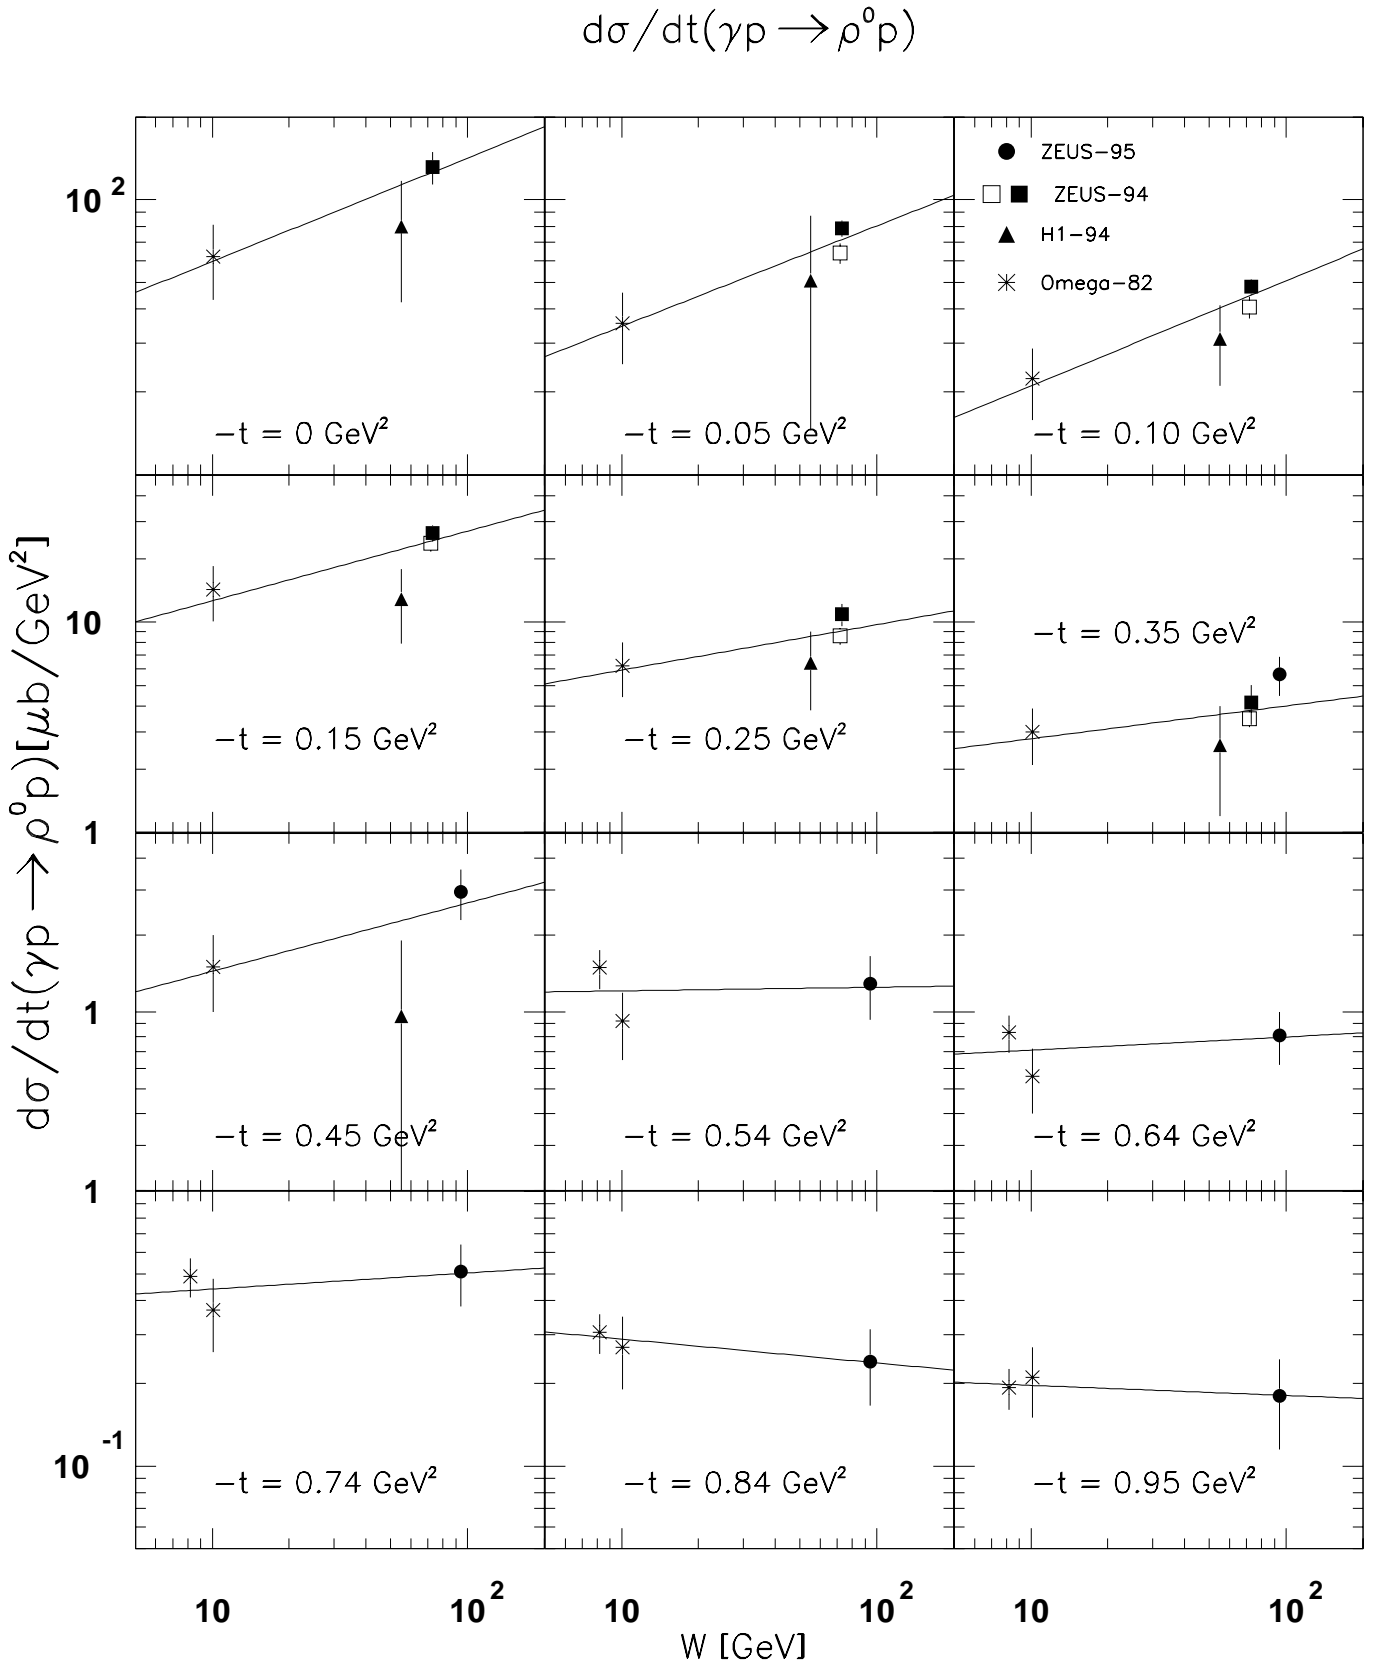 dσ/dt(γp → ρ⁰p)
ZEUS-95
ZEUS-94
H1-94
Omega-82
10²
-t = 0 GeV²
-t = 0.05 GeV²
-t = 0.10 GeV²
dσ/dt(γp → ρ⁰p)[μb/GeV²]
10
-t = 0.15 GeV²
-t = 0.25 GeV²
-t = 0.35 GeV²
1
1
-t = 0.45 GeV²
-t = 0.54 GeV²
-t = 0.64 GeV²
1
10⁻¹
-t = 0.74 GeV²
-t = 0.84 GeV²
-t = 0.95 GeV²
10 10² 10 10² 10 10²
W [GeV]